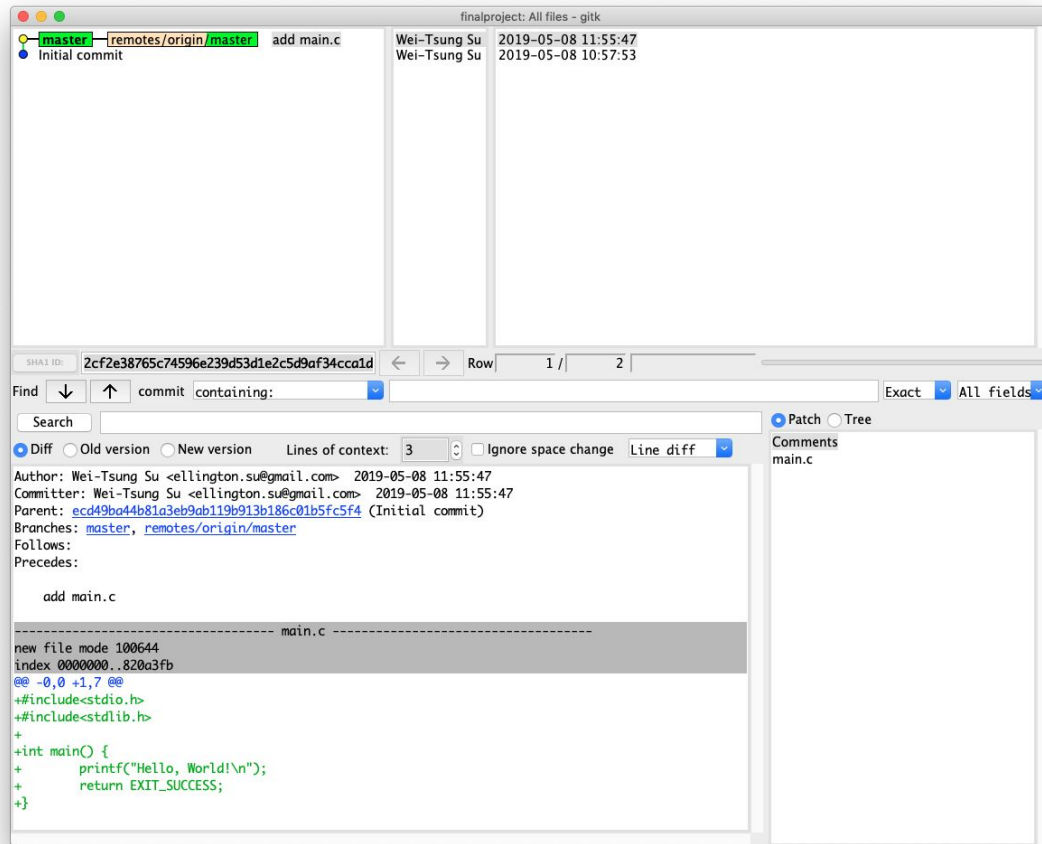 finalproject: All files - gitk
master remotes/origin/master add main.c Wei-Tsung Su 2019-05-08 11:55:47
Initial commit Wei-Tsung Su 2019-05-08 10:57:53
SHA1 ID: 2cf2e38765c74596e239d53d1e2c5d9af34cca1d Row 1 / 2
Find commit containing: Exact All fields
Search
Patch Tree
Diff Old version New version Lines of context: 3 Ignore space change Line diff
Comments
main.c
Author: Wei-Tsung Su <ellington.su@gmail.com> 2019-05-08 11:55:47
Committer: Wei-Tsung Su <ellington.su@gmail.com> 2019-05-08 11:55:47
Parent: ecd49ba44b81a3eb9ab119b913b186c01b5fc5f4 (Initial commit)
Branches: master, remotes/origin/master
Follows:
Precedes:
add main.c
---------------------------------- main.c ----------------------------------
new file mode 100644
index 0000000..820a3fb
@@ -0,0 +1,7 @@
+#include<stdio.h>
+#include<stdlib.h>
+
+int main() {
+ printf("Hello, World!\n");
+ return EXIT_SUCCESS;
+}